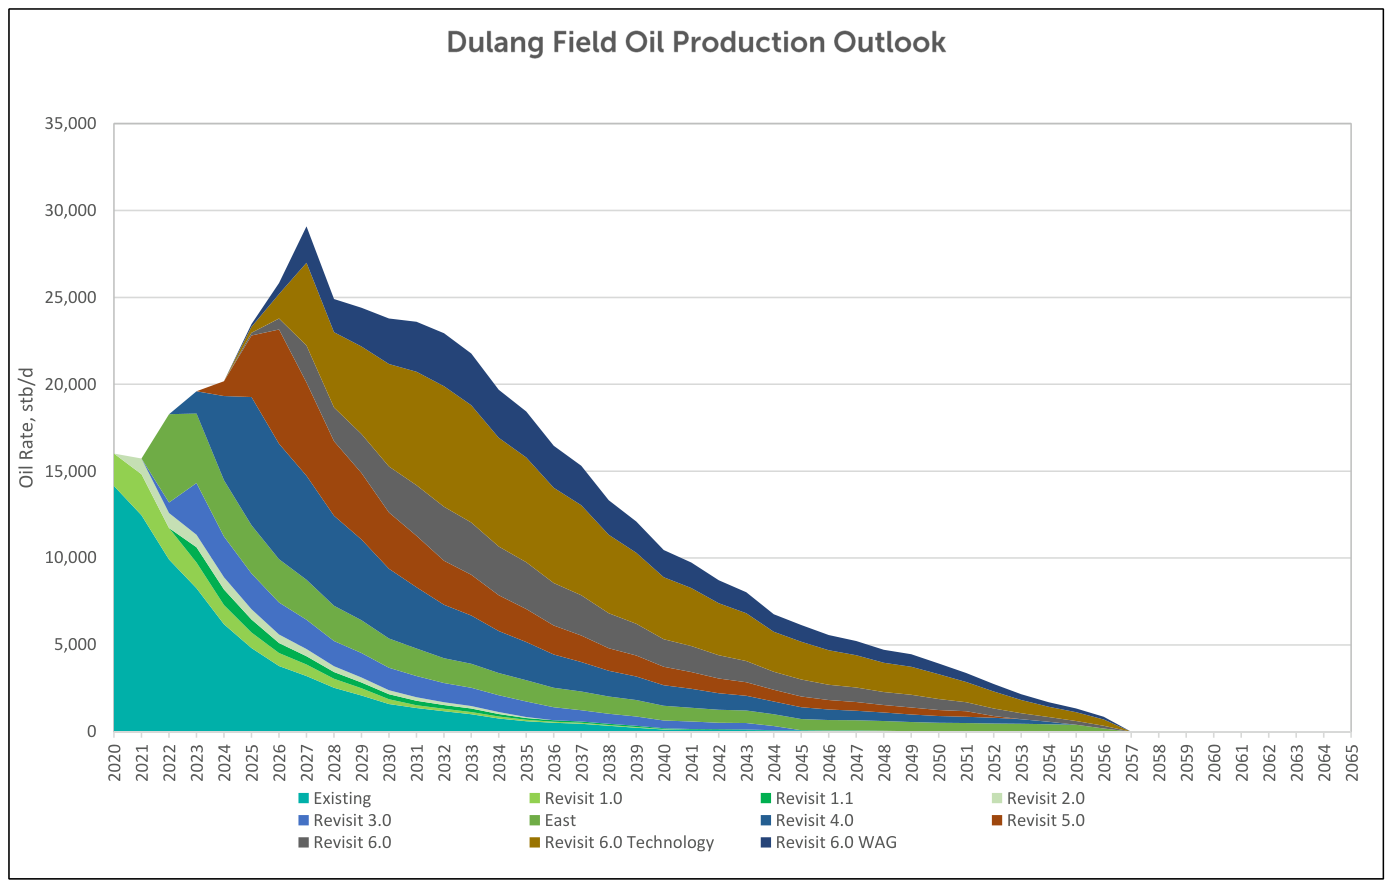 Dulang Field Oil Production Outlook
35,000
30,000
25,000
20,000
15,000
10,000
5,000
0
Oil Rate, stb/d
2020 2021 2022 2023 2024 2025 2026 2027 2028 2029 2030 2031 2032 2033 2034 2035 2036 2037 2038 2039 2040 2041 2042 2043 2044 2045 2046 2047 2048 2049 2050 2051 2052 2053 2054 2055 2056 2057 2058 2059 2060 2061 2062 2063 2064 2065
Existing Revisit 1.0 Revisit 1.1 Revisit 2.0
Revisit 3.0 East Revisit 4.0 Revisit 5.0
Revisit 6.0 Revisit 6.0 Technology Revisit 6.0 WAG